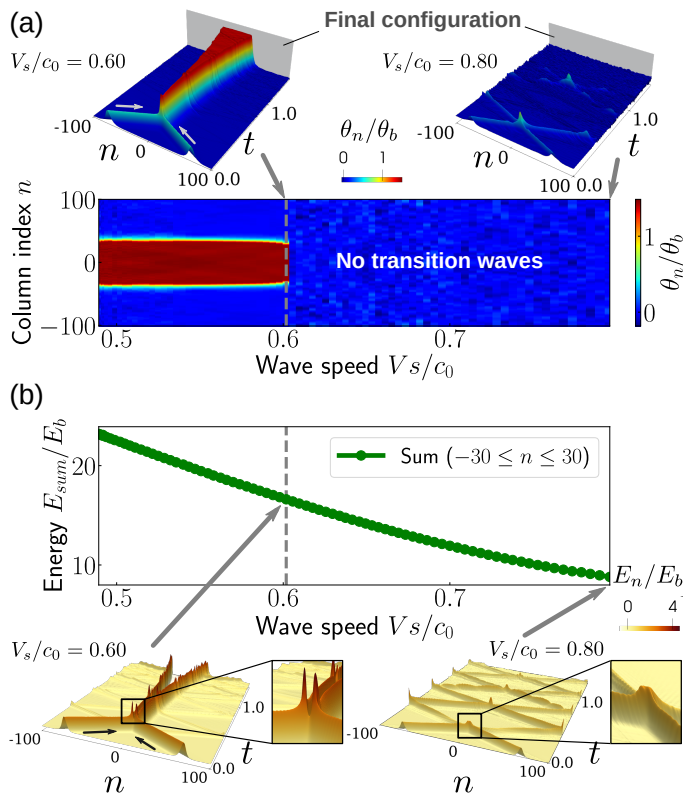 (a)
Final configuration
V_s/c_0 = 0.60
V_s/c_0 = 0.80
-100
n
0
100
0.0
t
1.0
θ_n/θ_b
0 1
-100
n
0
100
0.0
t
1.0
Column index n
100
0
−100
No transition waves
0.5 0.6 0.7
Wave speed Vs/c_0
1
0
θ_n/θ_b
(b)
Energy E_sum/E_b
20
10
Sum (−30 ≤ n ≤ 30)
0.5 0.6 0.7
Wave speed Vs/c_0
E_n/E_b
0 4
V_s/c_0 = 0.60
V_s/c_0 = 0.80
-100
n
0
100
0.0
t
1.0
-100
n
0
100
0.0
t
1.0